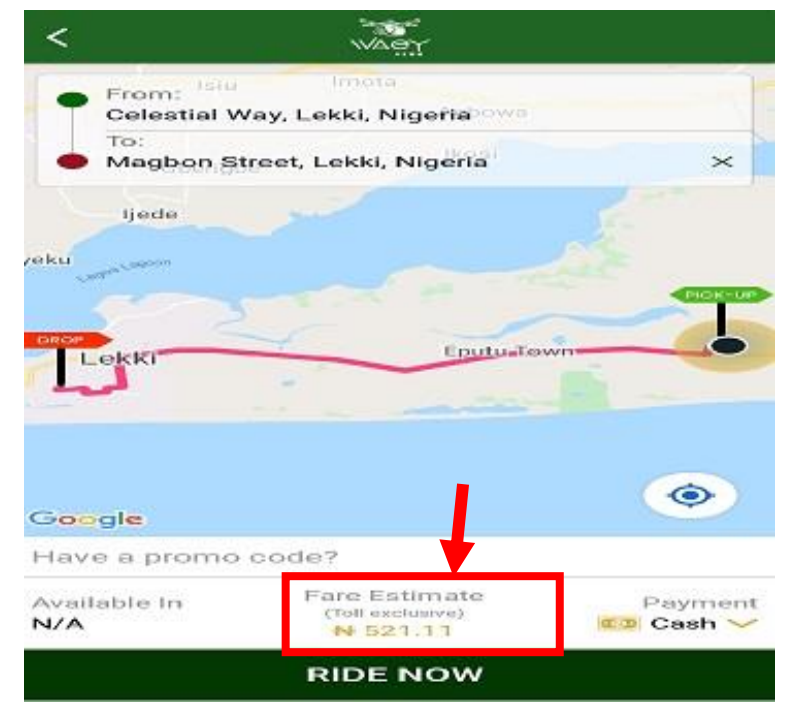 <
WAEY
Isiu
Imota
From:
Celestial Way, Lekki, Nigeria
To:
Magbon Street, Lekki, Nigeria
×
Ijede
Lagos Lagoon
PICK-UP
DROP
Lekki
Eputu Town
Google
Have a promo code?
Available In
N/A
Fare Estimate
(Toll exclusive)
₦ 521.11
Payment
Cash
RIDE NOW